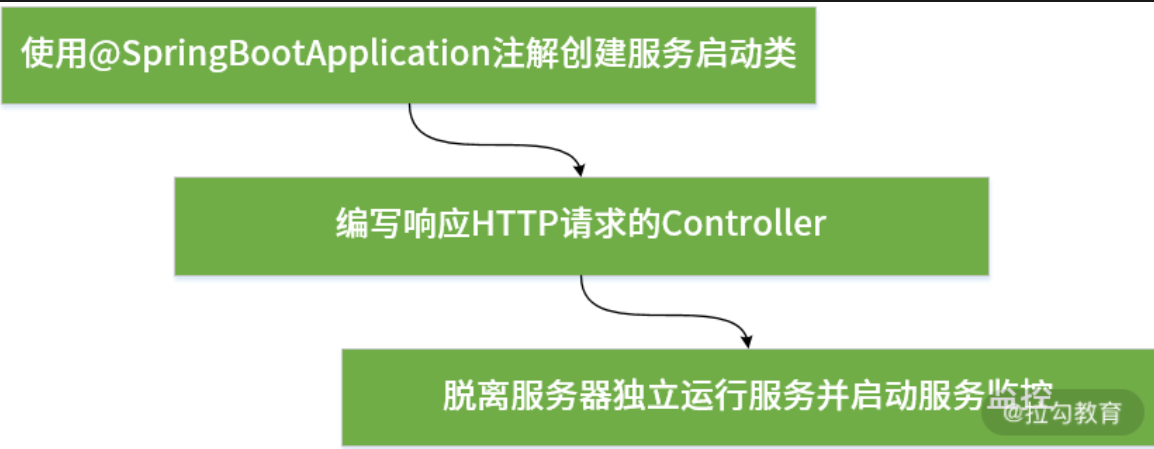 使用@SpringBootApplication注解创建服务启动类
编写响应HTTP请求的Controller
脱离服务器独立运行服务并启动服务监控
@拉勾教育